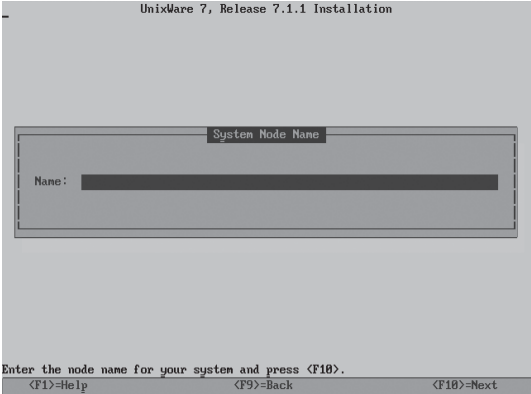 UnixWare 7, Release 7.1.1 Installation
System Node Name
Name:
Enter the node name for your system and press <F10>.
<F1>=Help <F9>=Back <F10>=Next